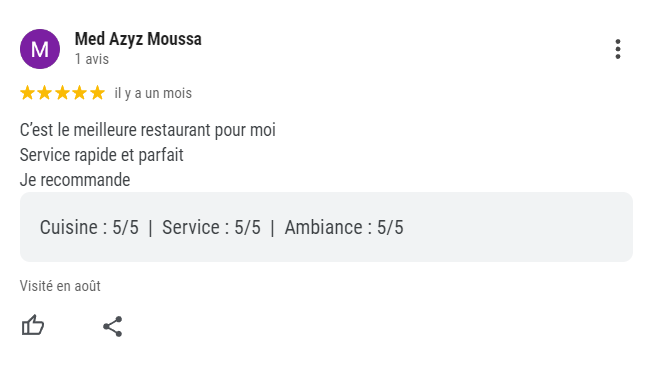 M
Med Azyz Moussa
1 avis
il y a un mois
C’est le meilleure restaurant pour moi
Service rapide et parfait
Je recommande
Cuisine : 5/5 | Service : 5/5 | Ambiance : 5/5
Visité en août